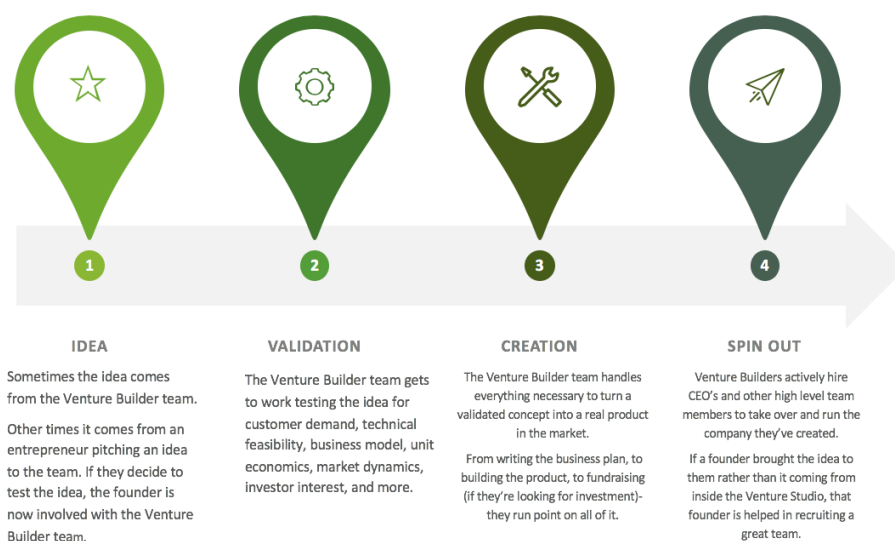 1
2
3
4
IDEA
Sometimes the idea comes
from the Venture Builder team.
Other times it comes from an
entrepreneur pitching an idea
to the team. If they decide to
test the idea, the founder is
now involved with the Venture
Builder team.
VALIDATION
The Venture Builder team gets
to work testing the idea for
customer demand, technical
feasibility, business model, unit
economics, market dynamics,
investor interest, and more.
CREATION
The Venture Builder team handles
everything necessary to turn a
validated concept into a real product
in the market.
From writing the business plan, to
building the product, to fundraising
(if they're looking for investment)-
they run point on all of it.
SPIN OUT
Venture Builders actively hire
CEO's and other high level team
members to take over and run the
company they've created.
If a founder brought the idea to
them rather than it coming from
inside the Venture Studio, that
founder is helped in recruiting a
great team.